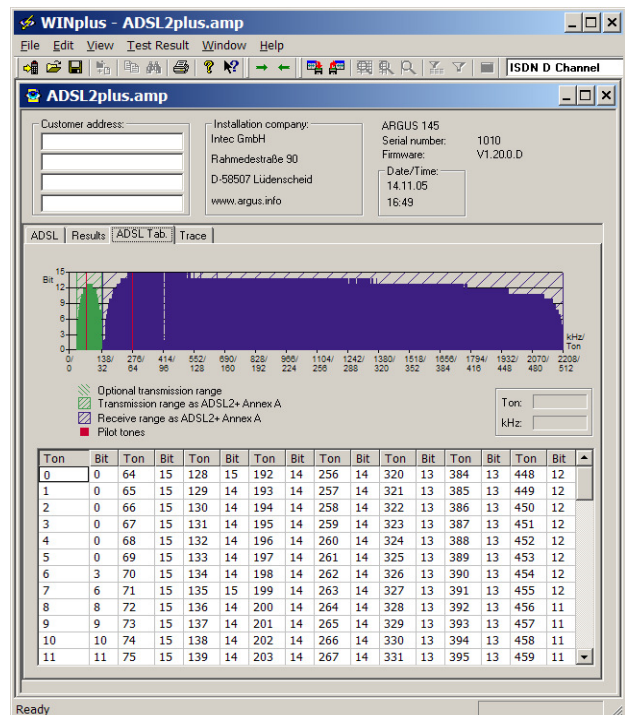 WINplus - ADSL2plus.amp
File Edit View Test Result Window Help
ISDN D Channel
ADSL2plus.amp
Customer address:
Installation company:
Intec GmbH
Rahmedestraße 90
D-58507 Lüdenscheid
www.argus.info
ARGUS 145
Serial number: 1010
Firmware: V1.20.0.D
Date/Time:
14.11.05
16:49
ADSL Results ADSL Tab. Trace
Bit 15
12
9
6
3
0
kHz/
Ton
0/ 138/ 276/ 414/ 552/ 690/ 828/ 966/ 1104/ 1242/ 1380/ 1518/ 1656/ 1794/ 1932/ 2070/ 2208/
0 32 64 96 128 160 192 224 256 288 320 352 384 416 448 480 512
Optional transmission range
Transmission range as ADSL2+ Annex A
Receive range as ADSL2+ Annex A
Pilot tones
Ton:
kHz:
Ton Bit Ton Bit Ton Bit Ton Bit Ton Bit Ton Bit Ton Bit Ton Bit
0 0 64 15 128 15 192 14 256 14 320 13 384 13 448 12
1 0 65 15 129 14 193 14 257 14 321 13 385 13 449 12
2 0 66 15 130 14 194 14 258 14 322 13 386 13 450 12
3 0 67 15 131 14 195 14 259 14 323 13 387 13 451 12
4 0 68 15 132 14 196 14 260 14 324 13 388 13 452 12
5 0 69 15 133 14 197 14 261 14 325 13 389 13 453 12
6 3 70 15 134 14 198 14 262 14 326 13 390 13 454 12
7 6 71 15 135 15 199 14 263 14 327 13 391 13 455 12
8 8 72 15 136 14 200 14 264 14 328 13 392 13 456 11
9 9 73 15 137 14 201 14 265 14 329 13 393 13 457 11
10 10 74 15 138 14 202 14 266 14 330 13 394 13 458 11
11 11 75 15 139 14 203 14 267 14 331 13 395 13 459 11
Ready